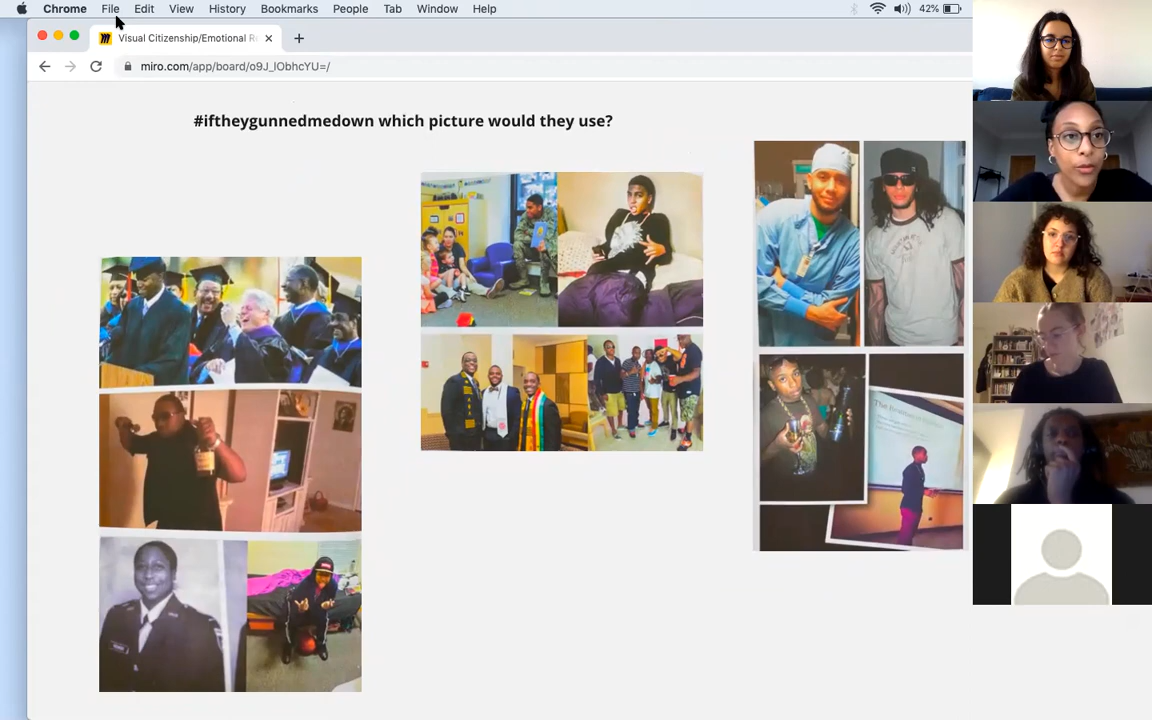 Chrome File Edit View History Bookmarks People Tab Window Help 42%
Visual Citizenship/Emotional R
miro.com/app/board/o9J_lObhcYU=/
#iftheygunnedmedown which picture would they use?